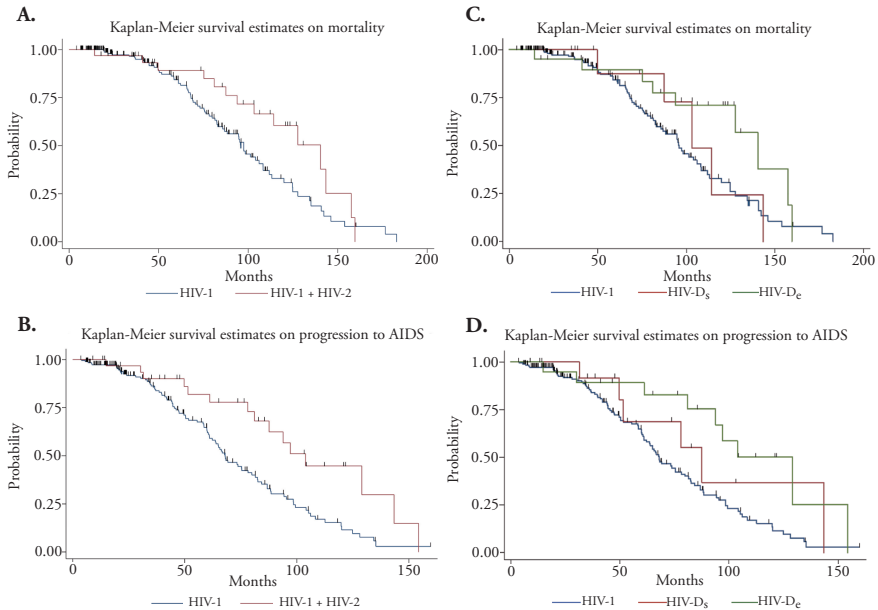 A.
Kaplan-Meier survival estimates on mortality
1.00
0.75
0.50
0.25
0.00
Probability
0 50 100 150 200
Months
HIV-1 HIV-1 + HIV-2
B.
Kaplan-Meier survival estimates on progression to AIDS
1.00
0.75
0.50
0.25
0.00
Probability
0 50 100 150
Months
HIV-1 HIV-1 + HIV-2
C.
Kaplan-Meier survival estimates on mortality
1.00
0.75
0.50
0.25
0.00
Probability
0 50 100 150 200
Months
HIV-1 HIV-Ds HIV-De
D.
Kaplan-Meier survival estimates on progression to AIDS
1.00
0.75
0.50
0.25
0.00
Probability
0 50 100 150
Months
HIV-1 HIV-Ds HIV-De